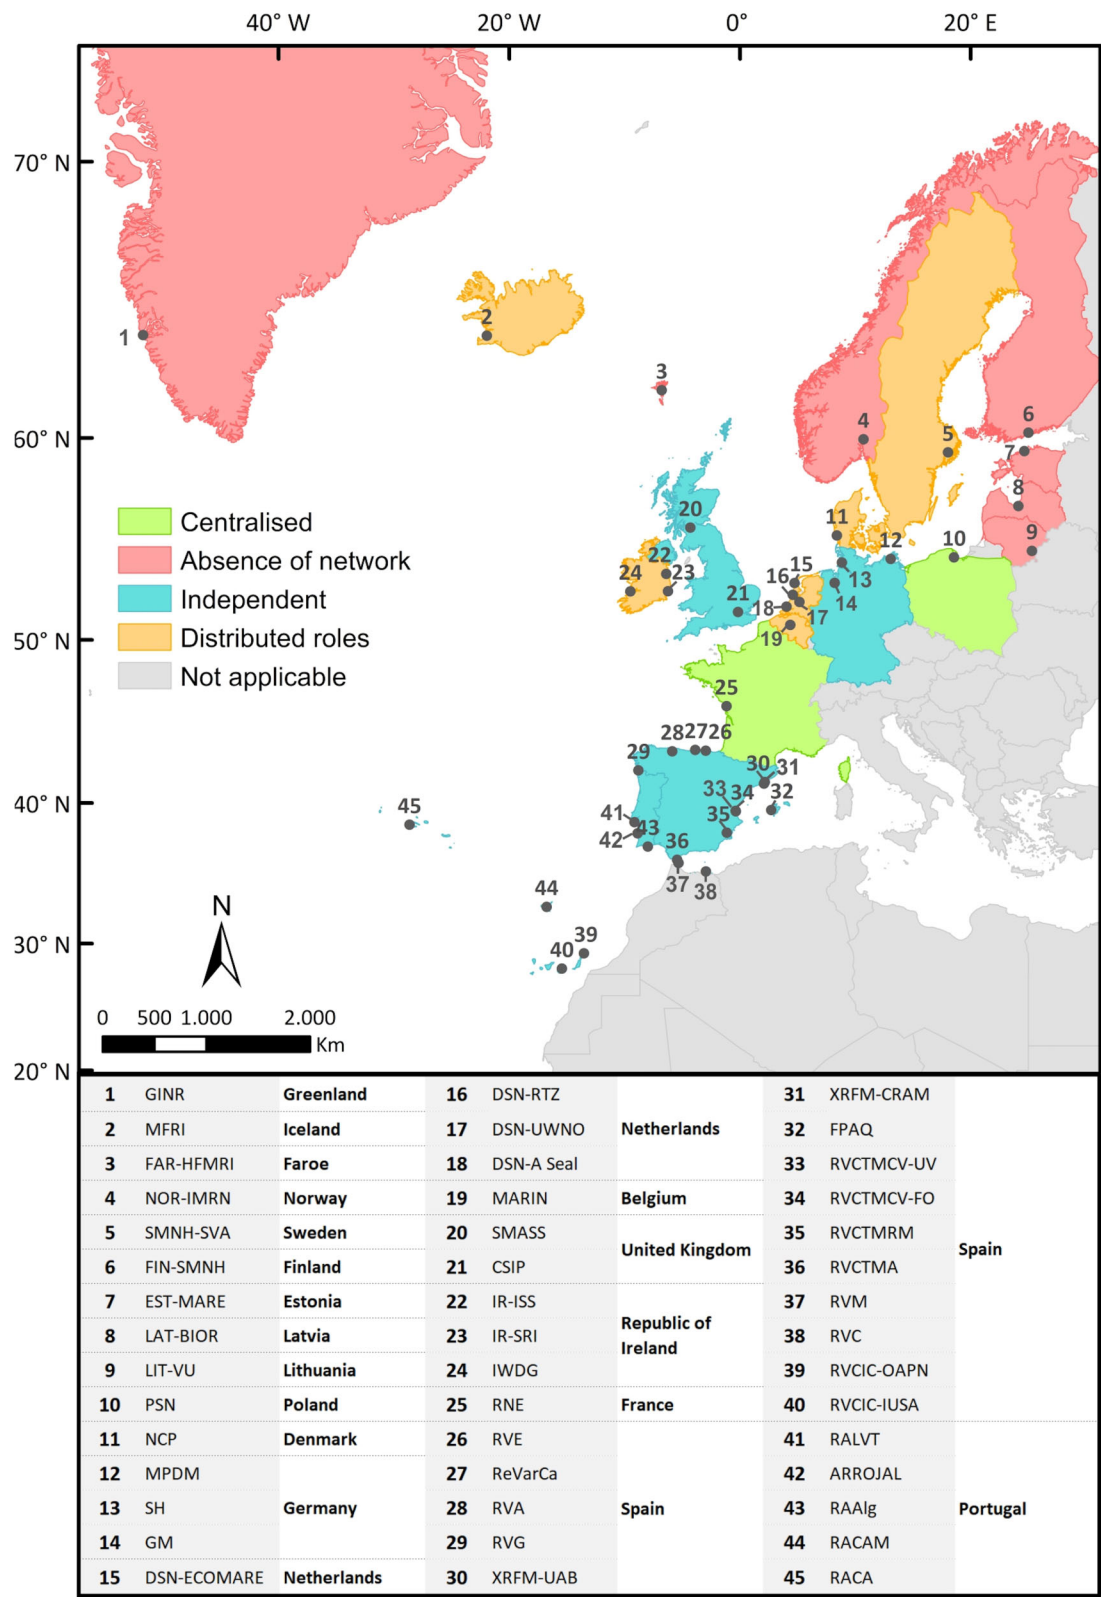 40° W 20° W 0° 20° E
70° N
1
2
3
4
5
6
7
60° N
8
9
Centralised
Absence of network
Independent
Distributed roles
Not applicable
20
11
12
10
22
24
23
16
15
13
14
21
18
17
19
50° N
25
28 27 26
29
30
31
33
34
32
35
40° N
45
41
42
43
36
37
38
44
N
39
40
30° N
0 500 1.000 2.000
Km
20° N
1 GINR Greenland
2 MFRI Iceland
3 FAR-HFMRI Faroe
4 NOR-IMRN Norway
5 SMNH-SVA Sweden
6 FIN-SMNH Finland
7 EST-MARE Estonia
8 LAT-BIOR Latvia
9 LIT-VU Lithuania
10 PSN Poland
11 NCP Denmark
12 MPDM
13 SH Germany
14 GM
15 DSN-ECOMARE Netherlands
16 DSN-RTZ
17 DSN-UWNO Netherlands
18 DSN-A Seal
19 MARIN Belgium
20 SMASS
United Kingdom
21 CSIP
22 IR-ISS
Republic of
23 IR-SRI
Ireland
24 IWDG
25 RNE France
26 RVE
27 ReVarCa
28 RVA Spain
29 RVG
30 XRFM-UAB
31 XRFM-CRAM
32 FPAQ
33 RVCTMCV-UV
34 RVCTMCV-FO
35 RVCTMRM
Spain
36 RVCTMA
37 RVM
38 RVC
39 RVCIC-OAPN
40 RVCIC-IUSA
41 RALVT
42 ARROJAL
43 RAAlg Portugal
44 RACAM
45 RACA